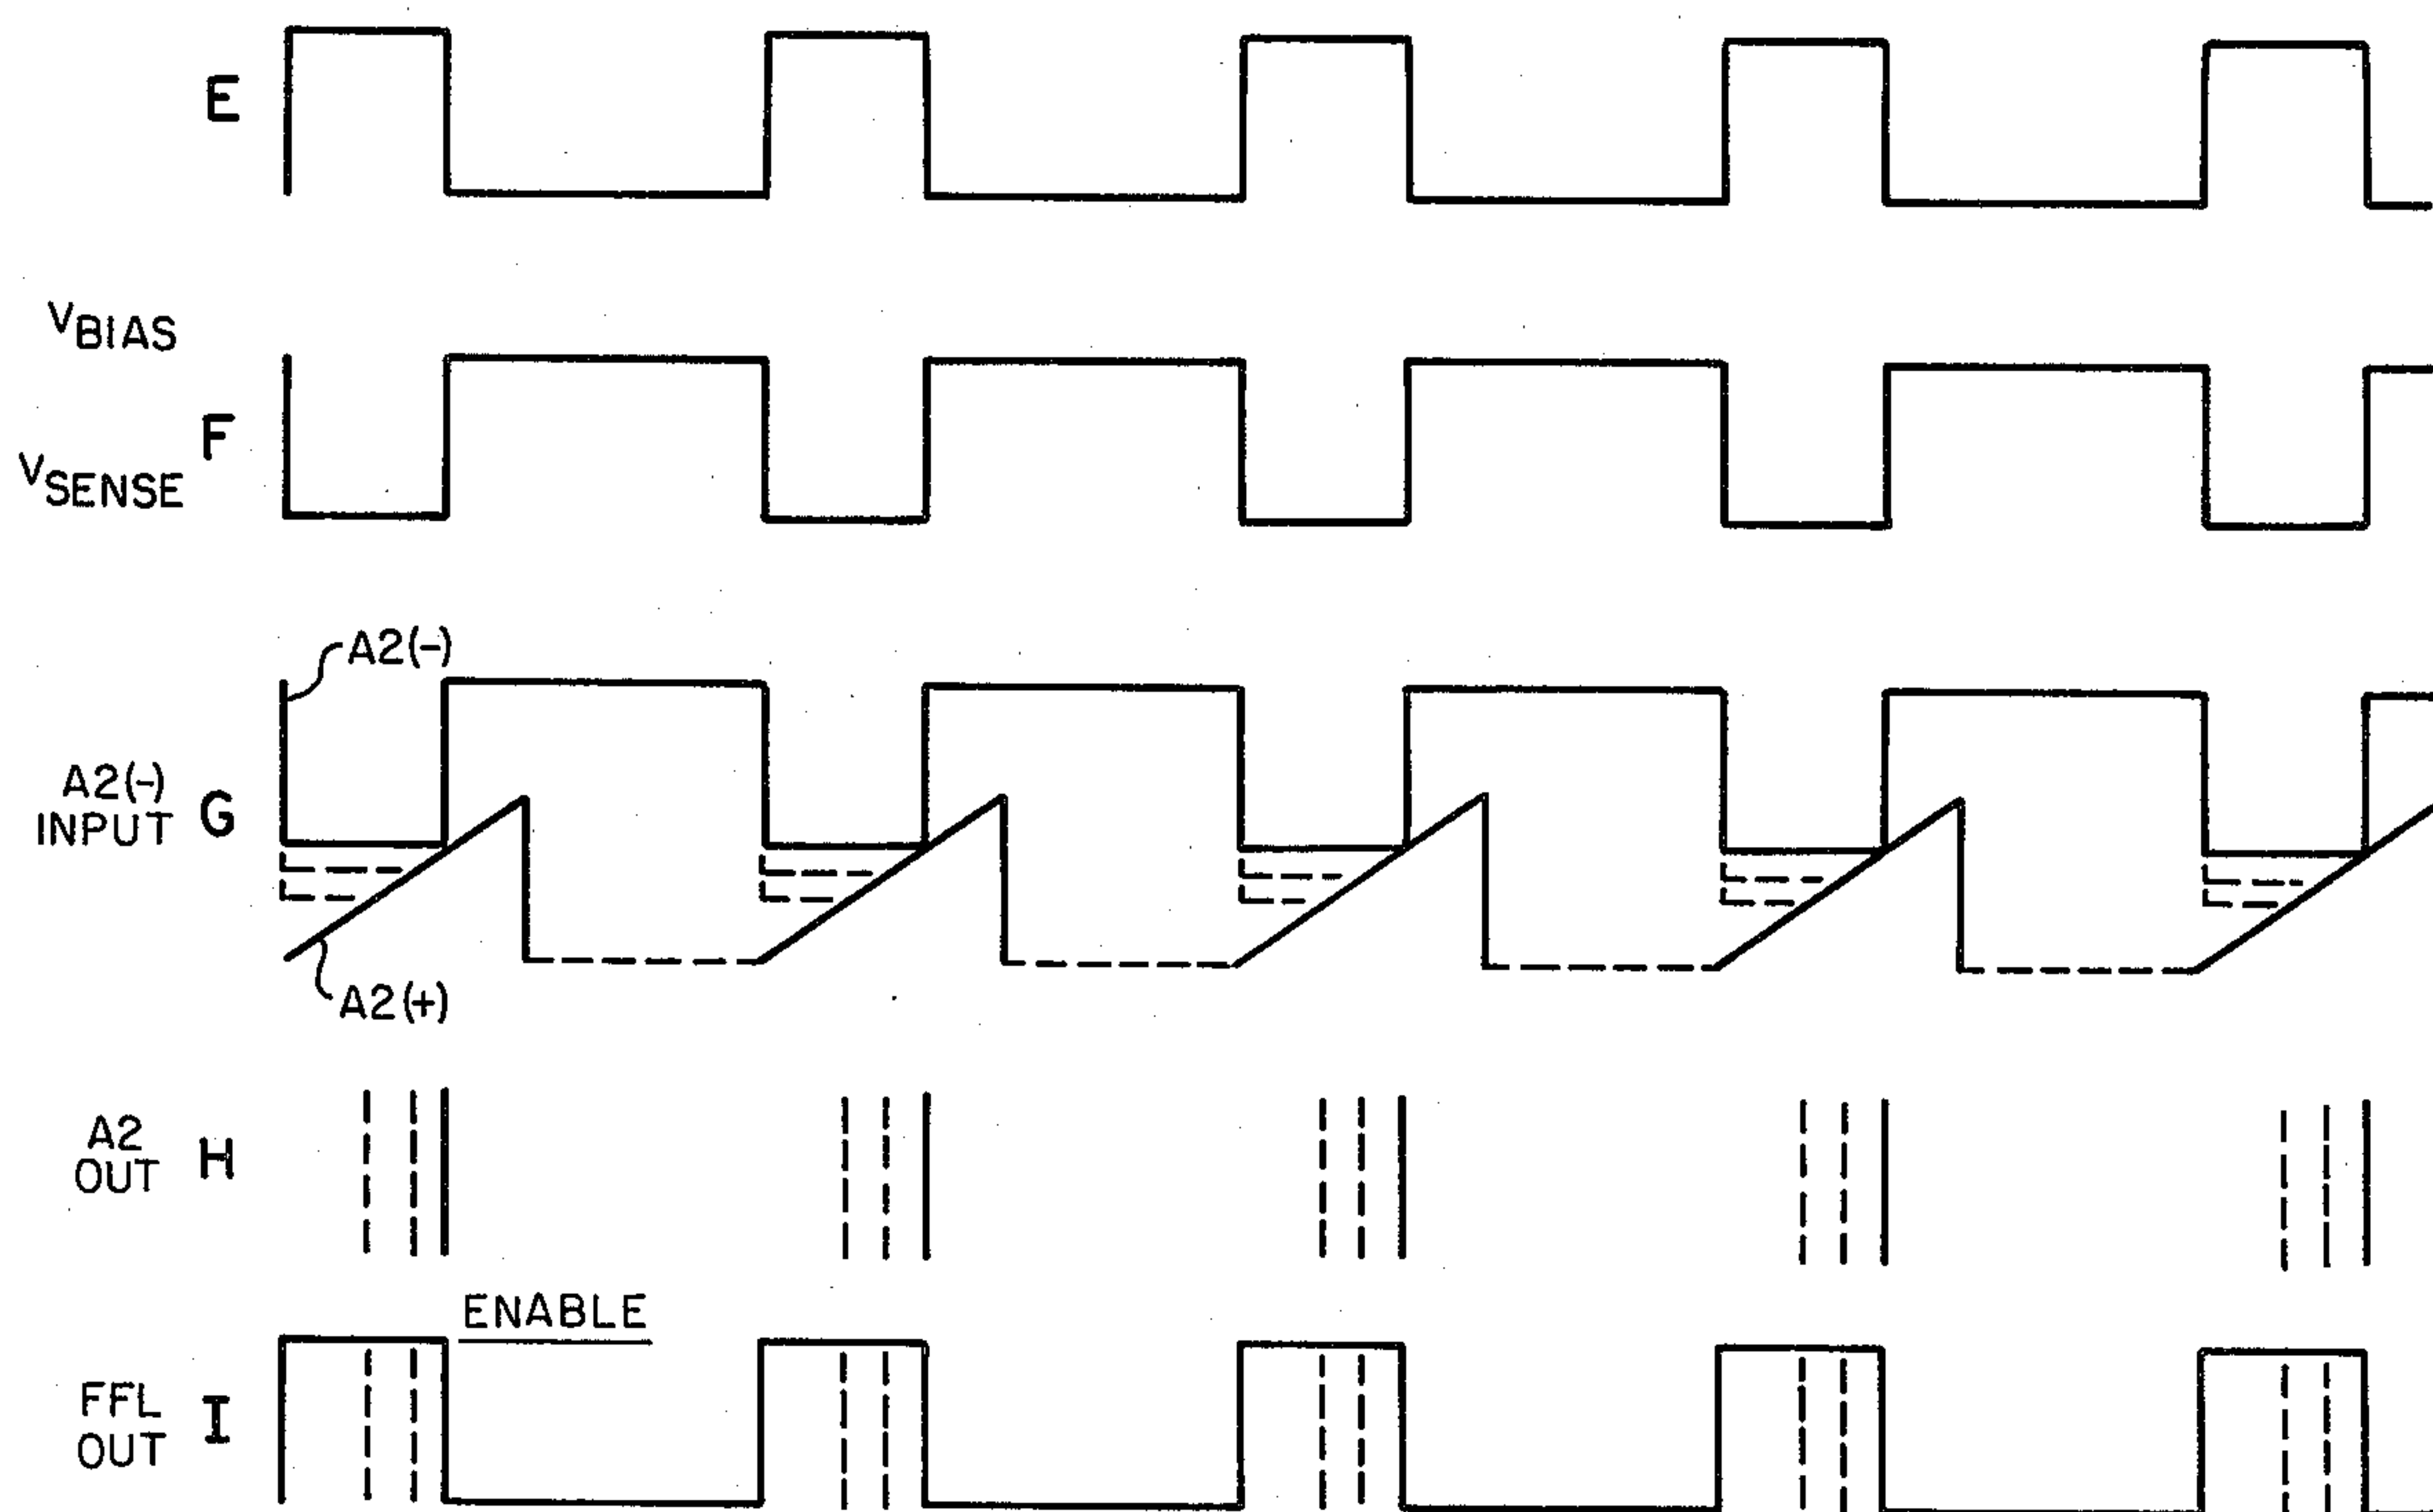 E
VBIAS
F
VSENSE
A2(-)
A2(-)
INPUT
G
A2(+)
A2
OUT
H
ENABLE
FFL
OUT
I